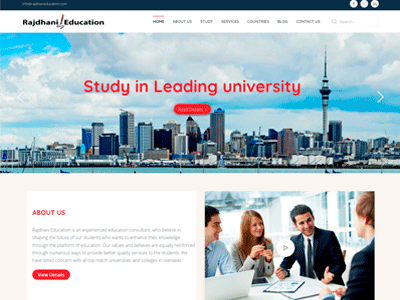 info@rajdhanieducation.com
Rajdhani Education
HOME ABOUT US STUDY SERVICES COUNTRIES BLOG CONTACT US Search...
Study in Leading university
Read Details >
ABOUT US
Rajdhani Education is an experienced education consultant, who believe in
shaping the future of our students who wants to enhance their knowledge
through the platform of education. Our values and believes are equally reinforced
through numerous ways to provide better quality services to the students. We
have direct concern with all top match universities and colleges in overseas.
View Details